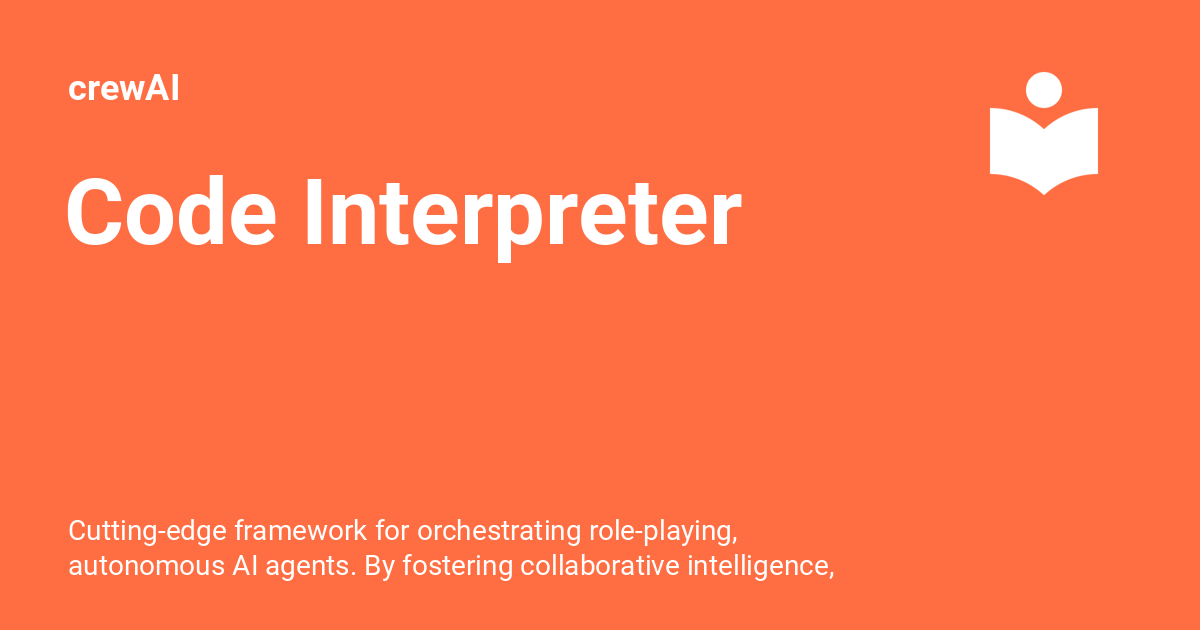 crewAI
Code Interpreter
Cutting-edge framework for orchestrating role-playing,
autonomous AI agents. By fostering collaborative intelligence,